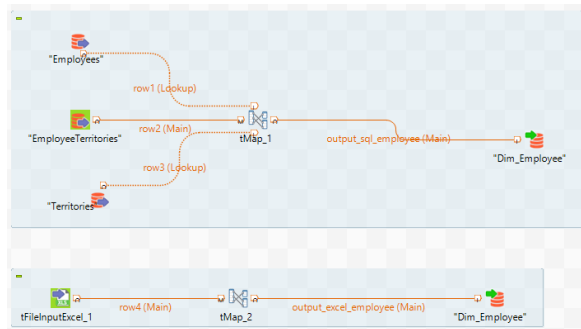 "Employees"
row1 (Lookup)
"EmployeeTerritories"
row2 (Main)
tMap_1
output_sql_employee (Main)
"Dim_Employee"
row3 (Lookup)
"Territories"
tFileInputExcel_1
row4 (Main)
tMap_2
output_excel_employee (Main)
"Dim_Employee"